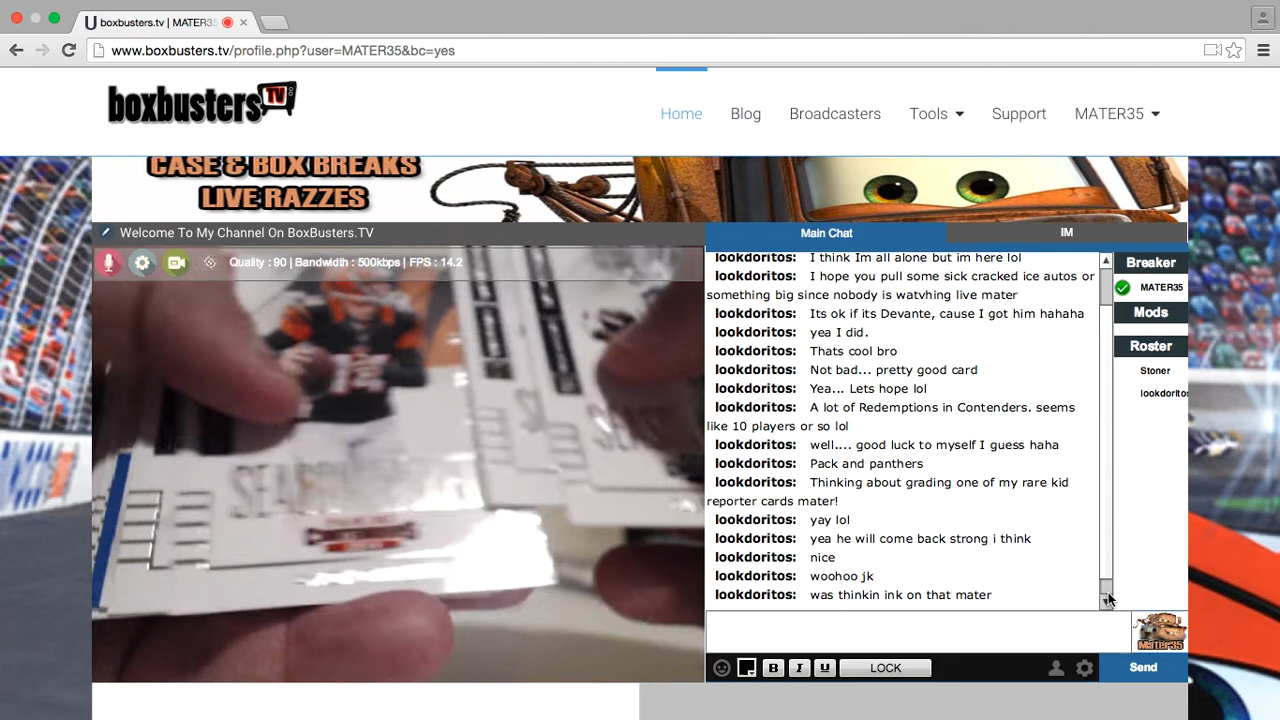 boxbusters.tv | MATER35
www.boxbusters.tv/profile.php?user=MATER35&bc=yes
boxbusters TV
Home Blog Broadcasters Tools Support MATER35
CASE & BOX BREAKS
LIVE RAZZES
Welcome To My Channel On BoxBusters.TV
Main Chat IM
Quality : 90 | Bandwidth : 500kbps | FPS : 14.2
14
lookdoritos: I think Im all alone but im here lol
lookdoritos: I hope you pull some sick cracked ice autos or
something big since nobody is watvhing live mater
lookdoritos: Its ok if its Devante, cause I got him hahaha
lookdoritos: yea I did.
lookdoritos: Thats cool bro
lookdoritos: Not bad... pretty good card
lookdoritos: Yea... Lets hope lol
lookdoritos: A lot of Redemptions in Contenders. seems
like 10 players or so lol
lookdoritos: well.... good luck to myself I guess haha
lookdoritos: Pack and panthers
lookdoritos: Thinking about grading one of my rare kid
reporter cards mater!
lookdoritos: yay lol
lookdoritos: yea he will come back strong i think
lookdoritos: nice
lookdoritos: woohoo jk
lookdoritos: was thinkin ink on that mater
Breaker
MATER35
Mods
Roster
Stoner
lookdoritos
Mater35
B I U LOCK Send